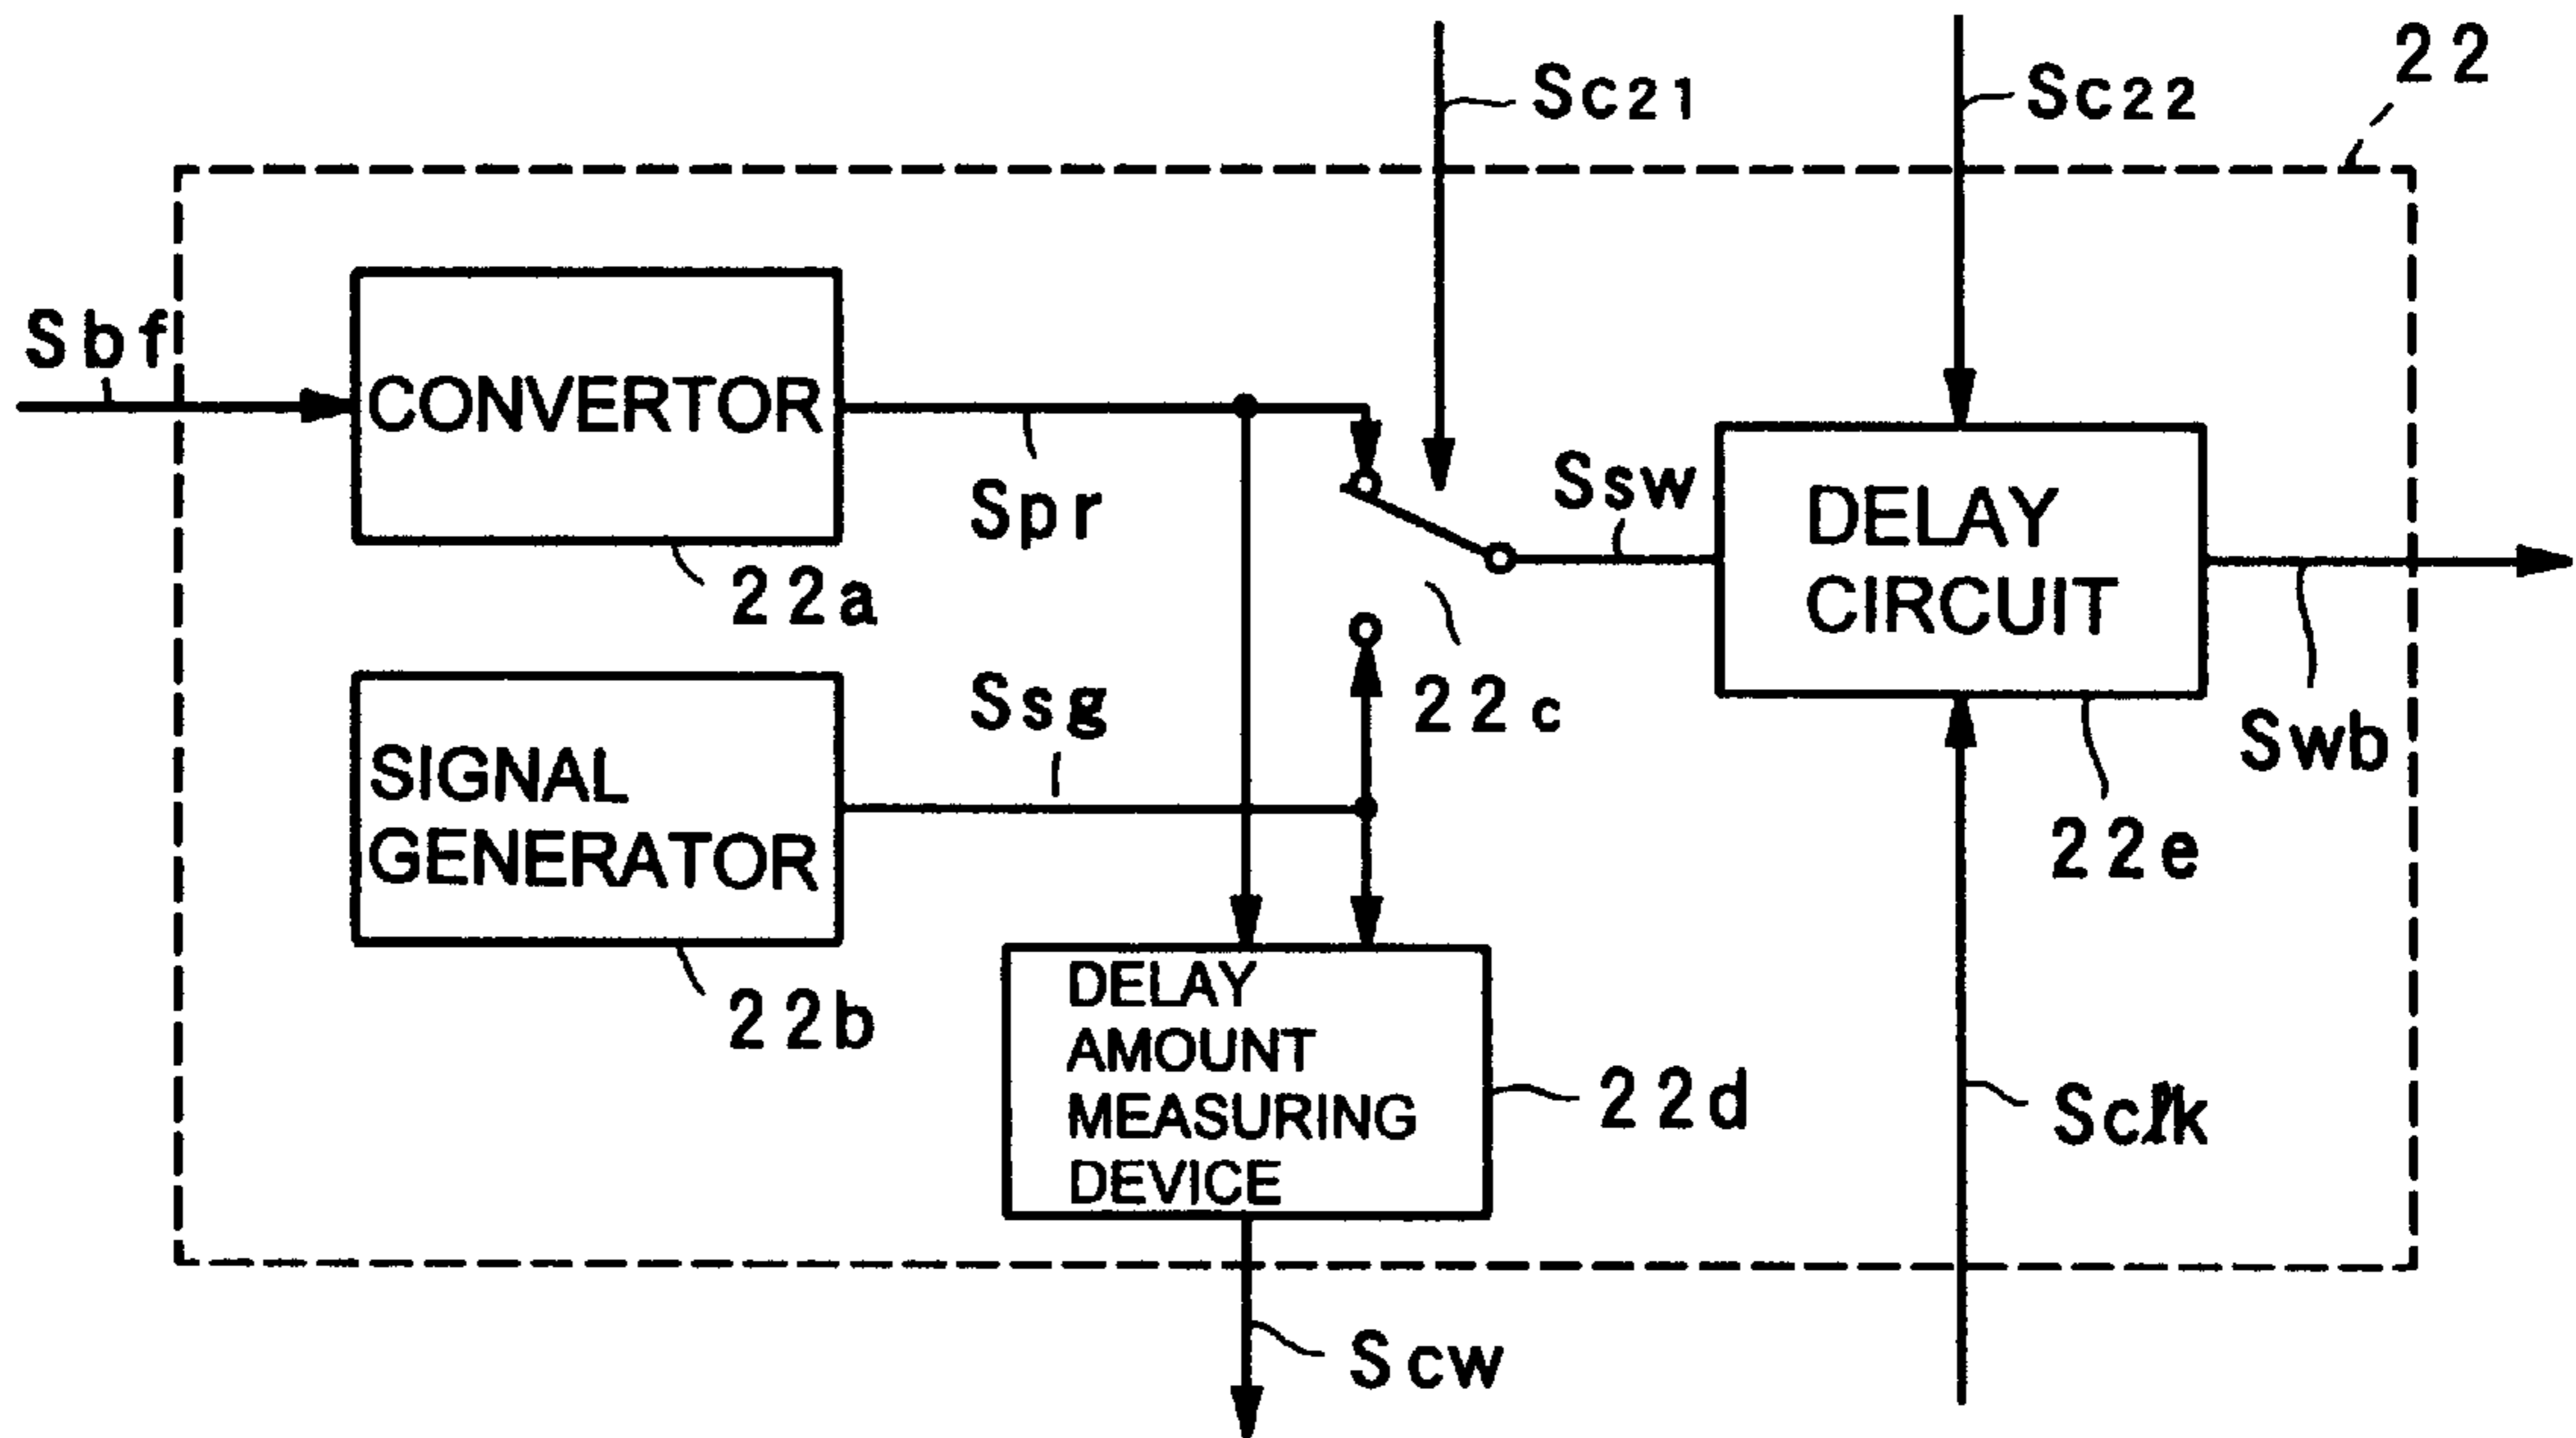 22
Sc21
Sc22
Sbf
CONVERTOR
Spr
Ssw
DELAY
CIRCUIT
22a
22c
Swb
Ssg
SIGNAL
GENERATOR
22e
22b
DELAY
AMOUNT
MEASURING
DEVICE
22d
Sclk
Scw